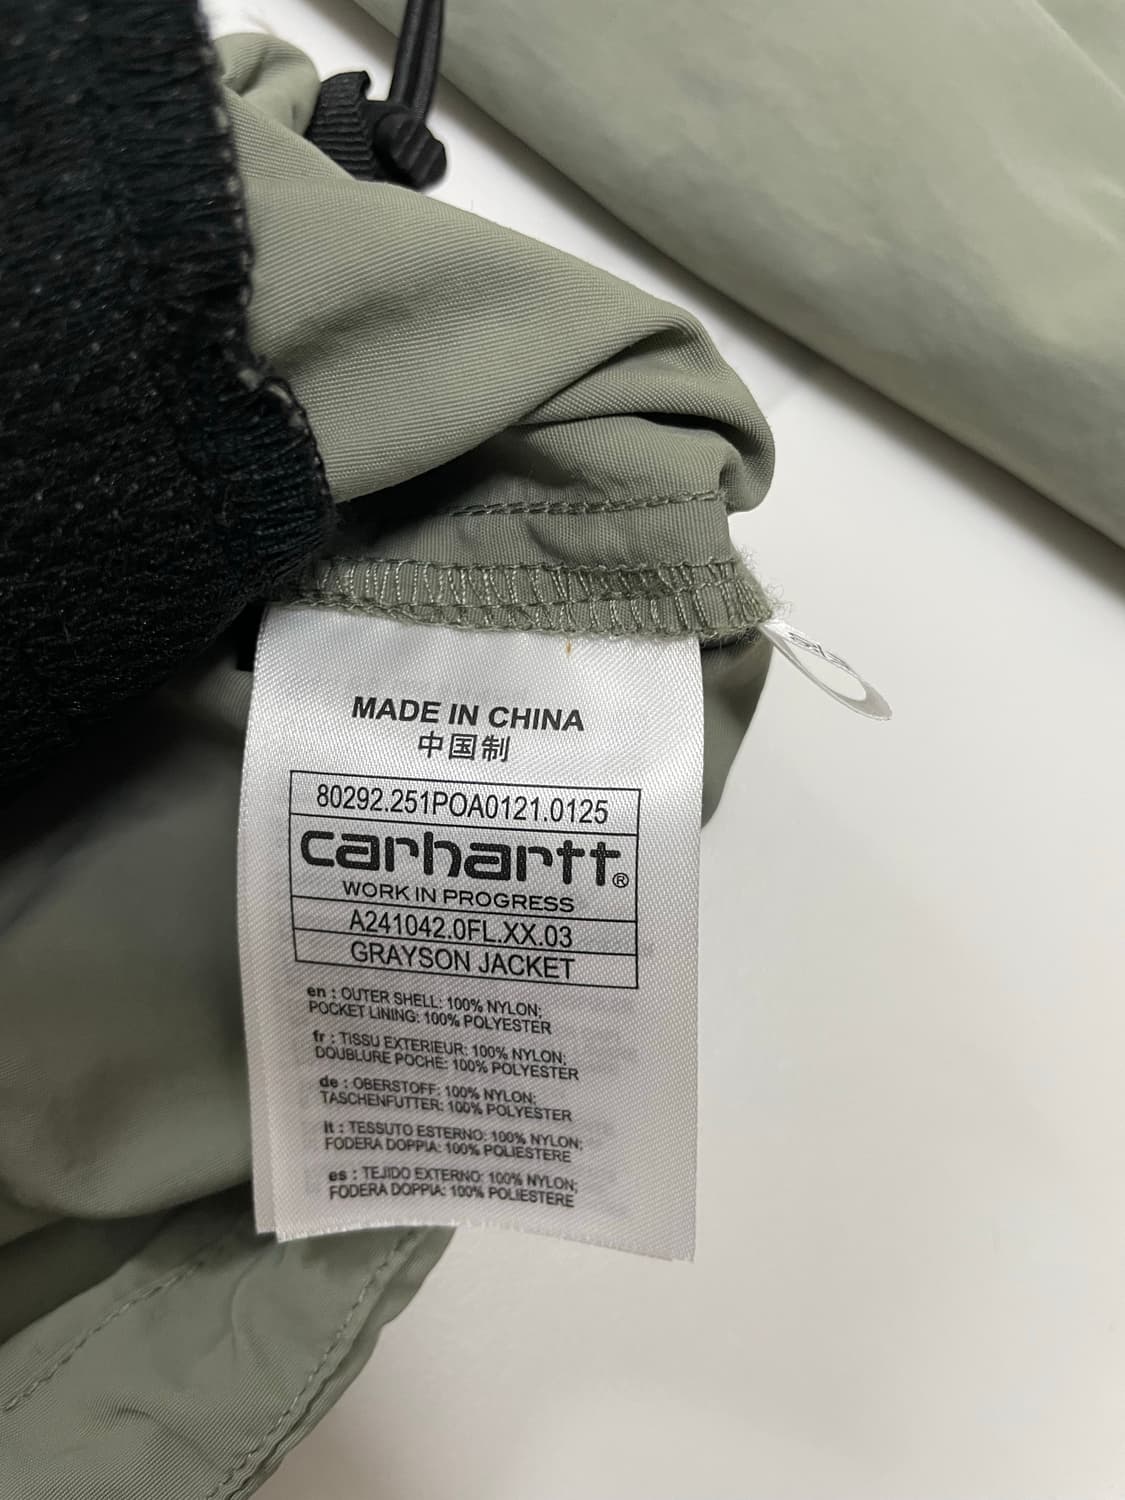 MADE IN CHINA
中国制
80292.251POA0121.0125
carhartt®
WORK IN PROGRESS
A241042.0FL.XX.03
GRAYSON JACKET
en : OUTER SHELL: 100% NYLON;
POCKET LINING: 100% POLYESTER
fr : TISSU EXTERIEUR: 100% NYLON;
DOUBLURE POCHE: 100% POLYESTER
de : OBERSTOFF: 100% NYLON;
TASCHENFUTTER: 100% POLYESTER
it : TESSUTO ESTERNO: 100% NYLON;
FODERA DOPPIA: 100% POLIESTERE
es : TEJIDO EXTERNO: 100% NYLON;
FODERA DOPPIA: 100% POLIESTERE